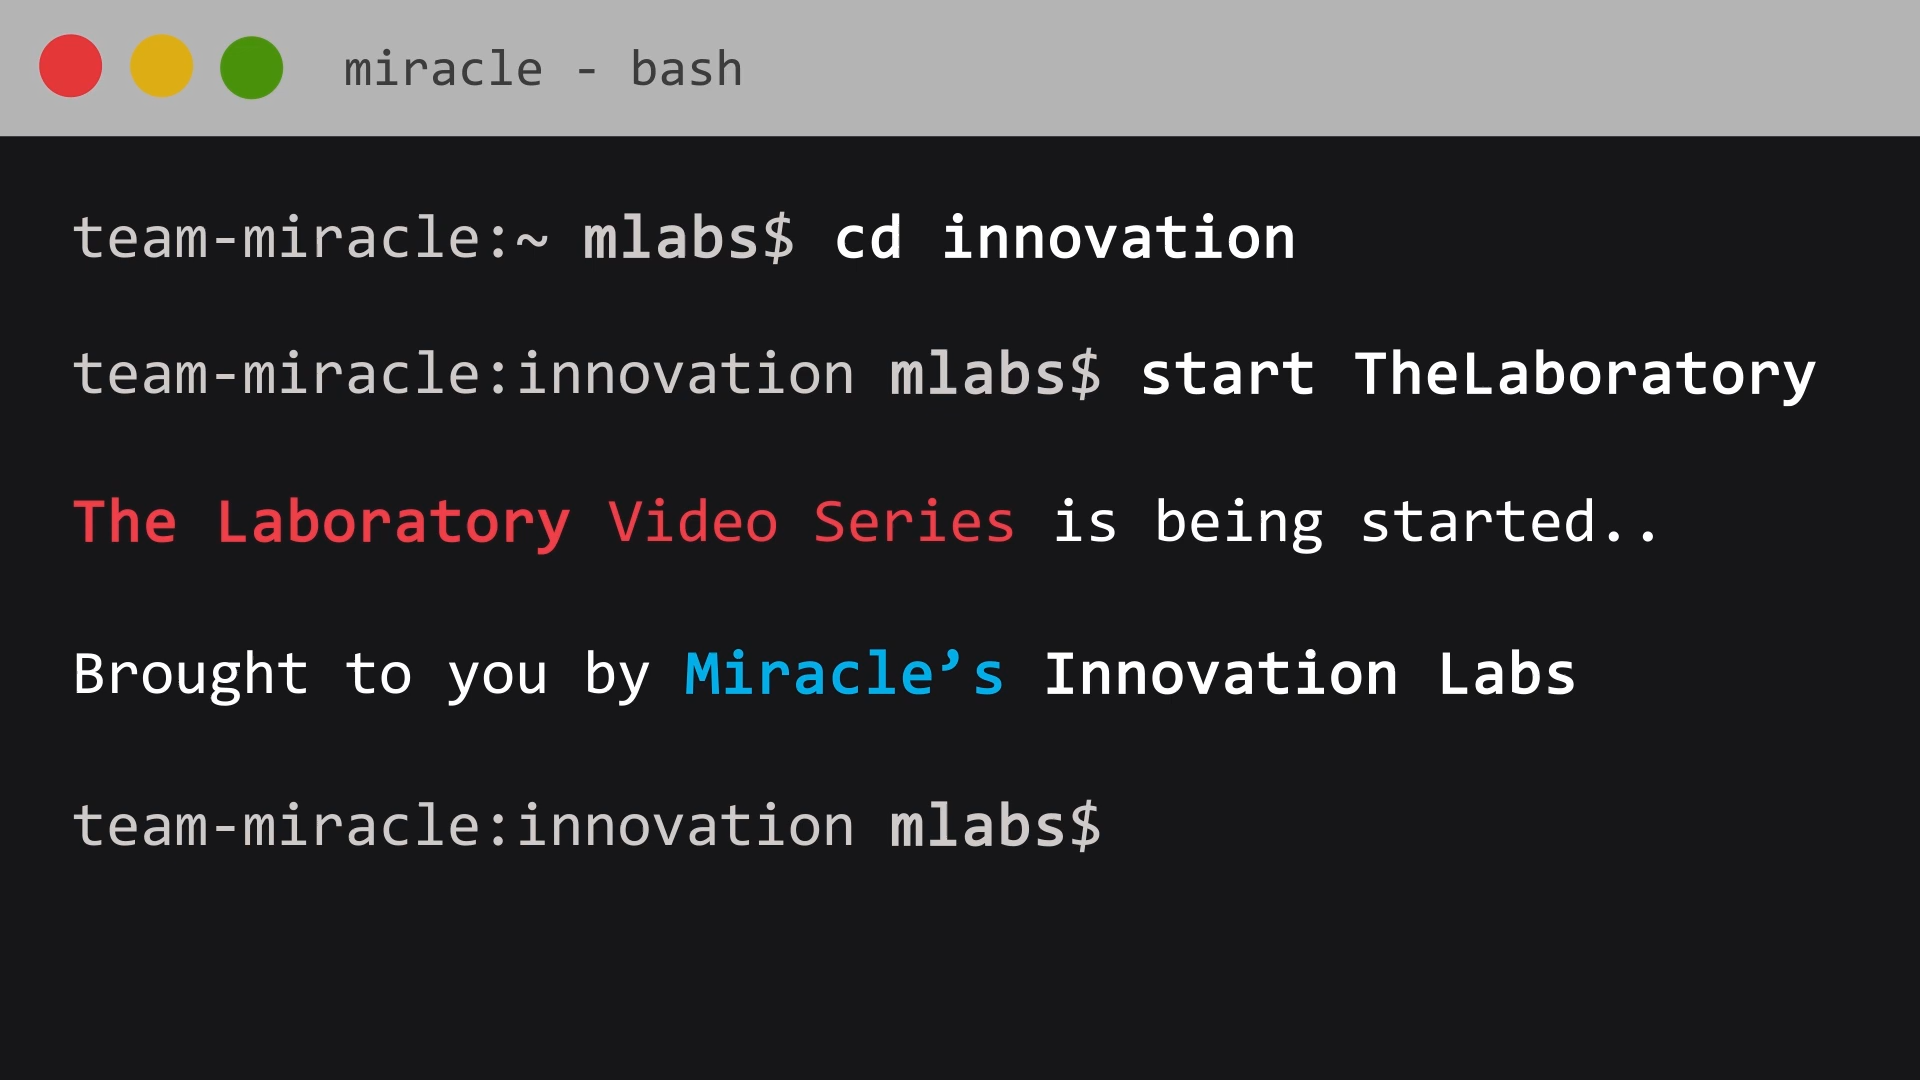 miracle - bash
team-miracle:~ mlabs$ cd innovation
team-miracle:innovation mlabs$ start TheLaboratory
The Laboratory Video Series is being started..
Brought to you by Miracle’s Innovation Labs
team-miracle:innovation mlabs$